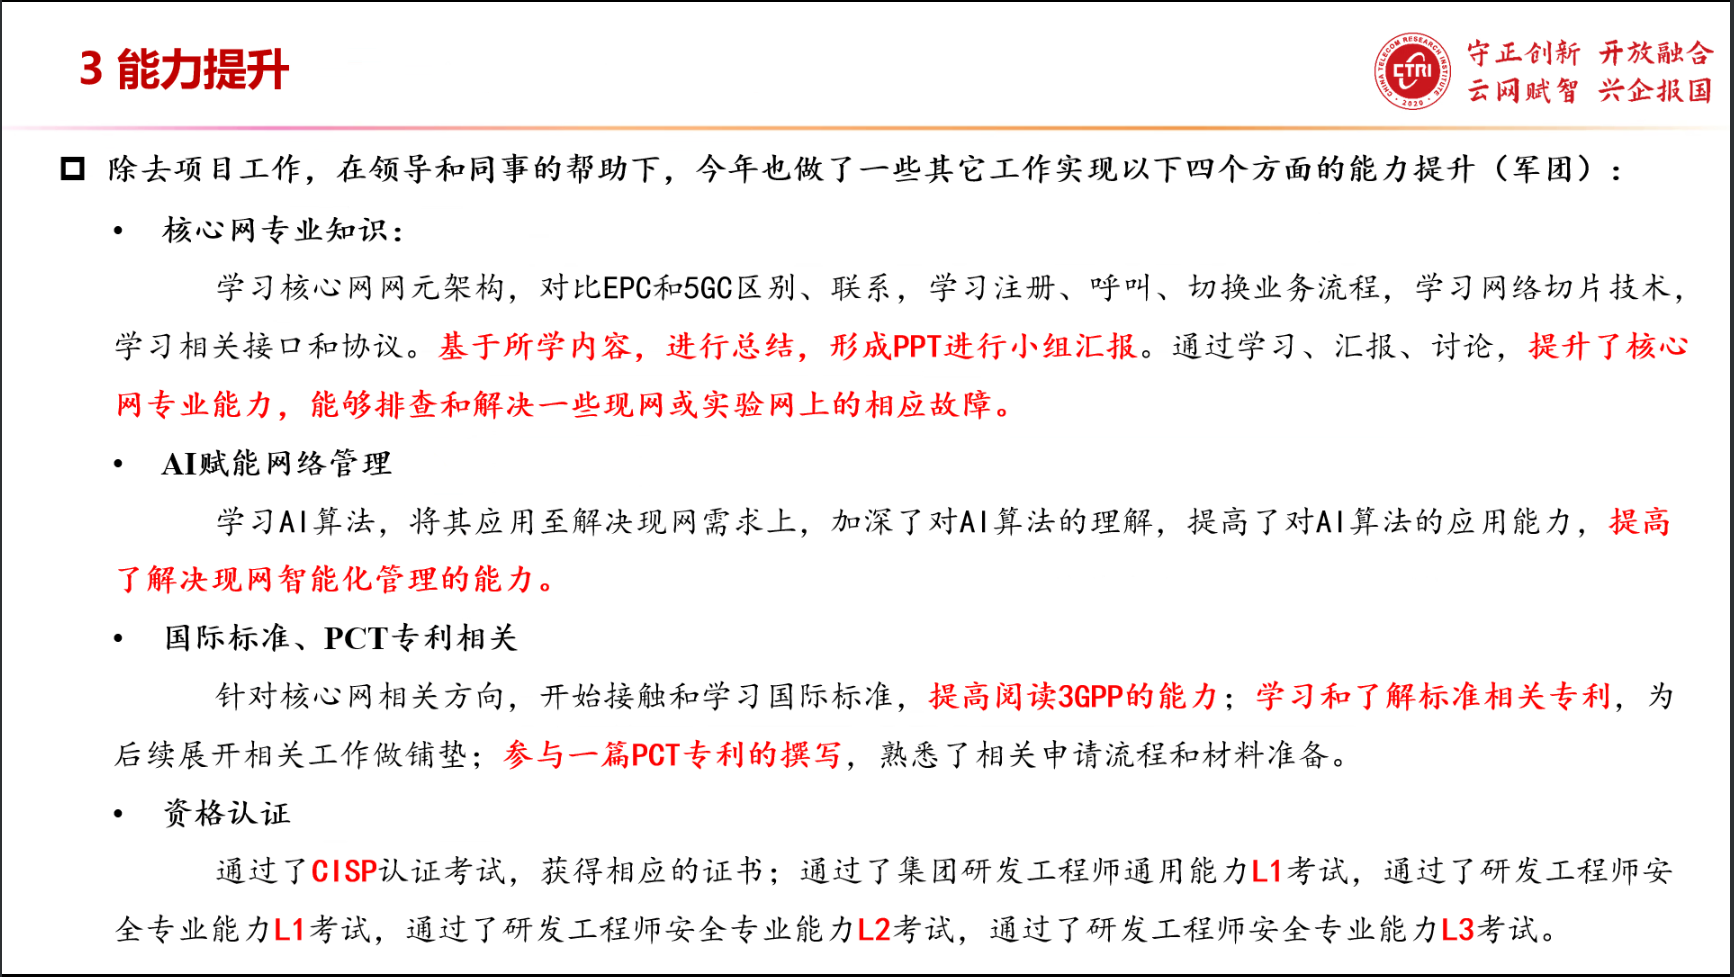 3 能力提升
CHINA TELECOM RESEARCH INSTITUTE
CTRI
· 2020 ·
守正创新 开放融合
云网赋智 兴企报国
除去项目工作，在领导和同事的帮助下，今年也做了一些其它工作实现以下四个方面的能力提升（军团）：
• 核心网专业知识：
学习核心网网元架构，对比EPC和5GC区别、联系，学习注册、呼叫、切换业务流程，学习网络切片技术，
学习相关接口和协议。基于所学内容，进行总结，形成PPT进行小组汇报。通过学习、汇报、讨论，提升了核心
网专业能力，能够排查和解决一些现网或实验网上的相应故障。
• AI赋能网络管理
学习AI算法，将其应用至解决现网需求上，加深了对AI算法的理解，提高了对AI算法的应用能力，提高
了解决现网智能化管理的能力。
• 国际标准、PCT专利相关
针对核心网相关方向，开始接触和学习国际标准，提高阅读3GPP的能力；学习和了解标准相关专利，为
后续展开相关工作做铺垫；参与一篇PCT专利的撰写，熟悉了相关申请流程和材料准备。
• 资格认证
通过了CISP认证考试，获得相应的证书；通过了集团研发工程师通用能力L1考试，通过了研发工程师安
全专业能力L1考试，通过了研发工程师安全专业能力L2考试，通过了研发工程师安全专业能力L3考试。